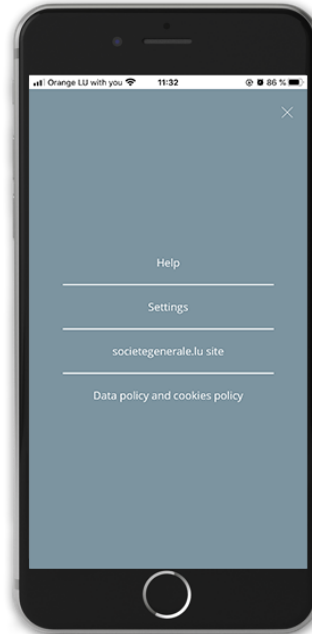 Orange LU with you 11:32 86 %
Help
Settings
societegenerale.lu site
Data policy and cookies policy